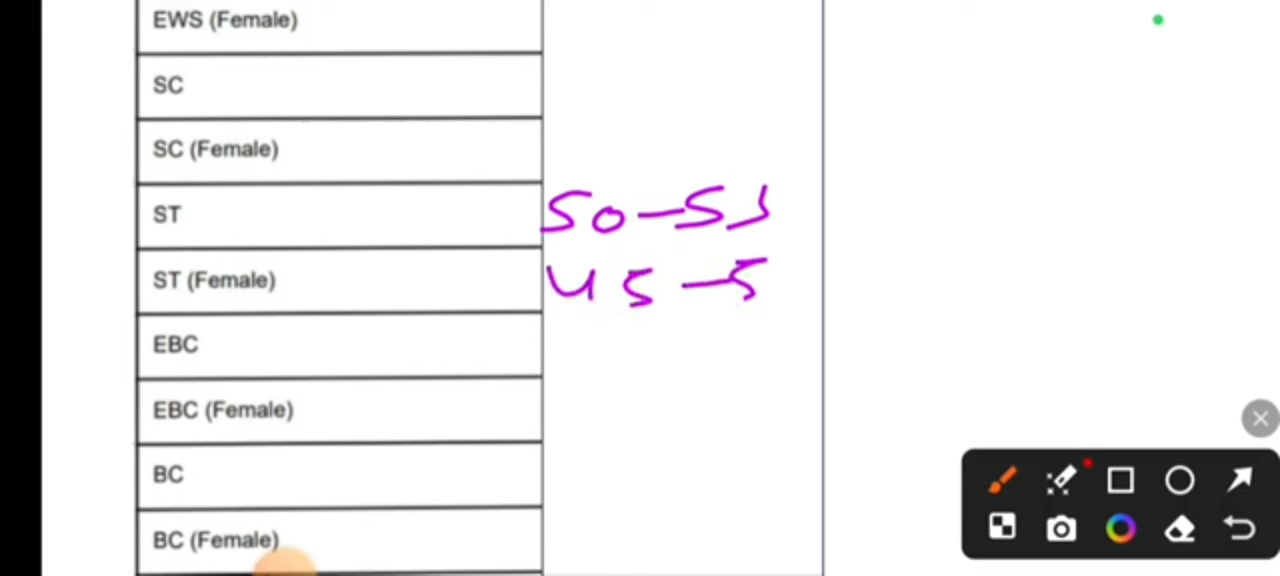 EWS (Female)
SC
SC (Female)
ST
50-53
ST (Female)
45-5
EBC
EBC (Female)
BC
BC (Female)